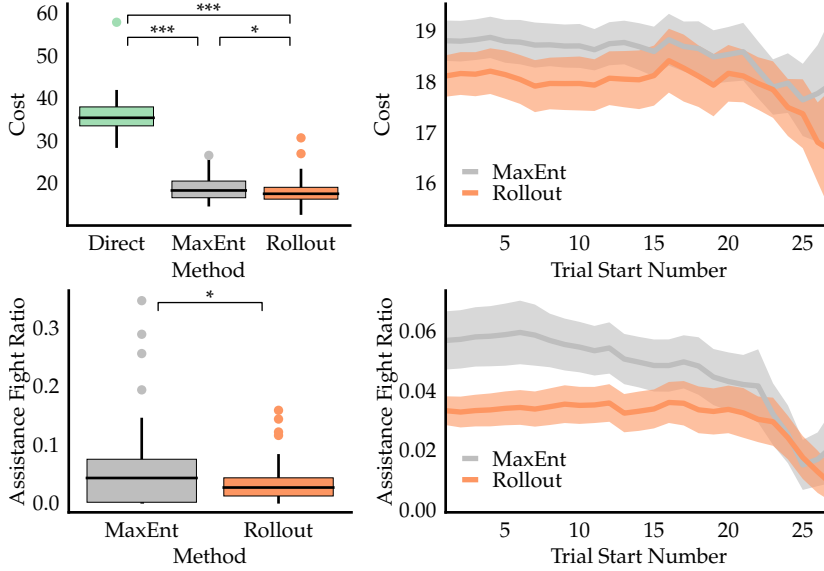 ***
***
*
60
50
40
30
20
Cost
Direct
MaxEnt
Rollout
Method
19
18
17
16
Cost
MaxEnt
Rollout
5
10
15
20
25
Trial Start Number
*
0.3
0.2
0.1
0.0
Assistance Fight Ratio
MaxEnt
Rollout
Method
0.06
0.04
0.02
0.00
Assistance Fight Ratio
MaxEnt
Rollout
5
10
15
20
25
Trial Start Number